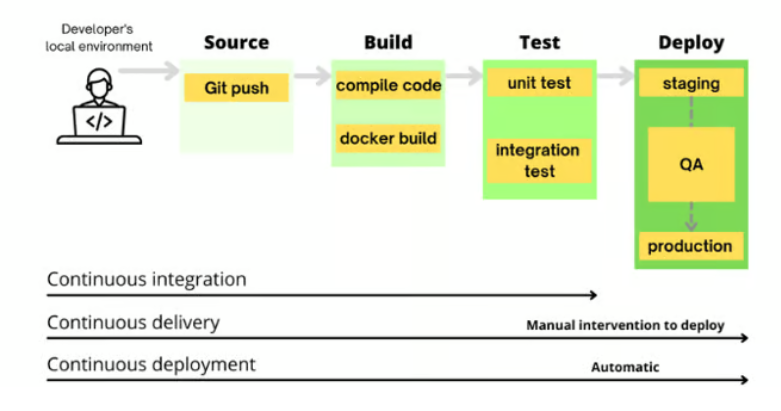 Developer's
local environment
Source
Build
Test
Deploy
</>
Git push
compile code
docker build
unit test
integration
test
staging
QA
production
Continuous integration
Continuous delivery
Manual intervention to deploy
Continuous deployment
Automatic